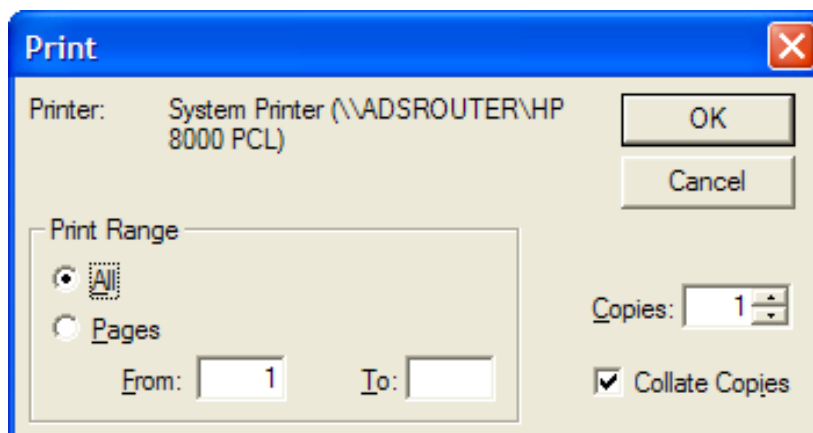 Print
Printer:
System Printer (\\ADSROUTER\HP
8000 PCL)
OK
Cancel
Print Range
All
Pages
From: 1
To:
Copies: 1
Collate Copies